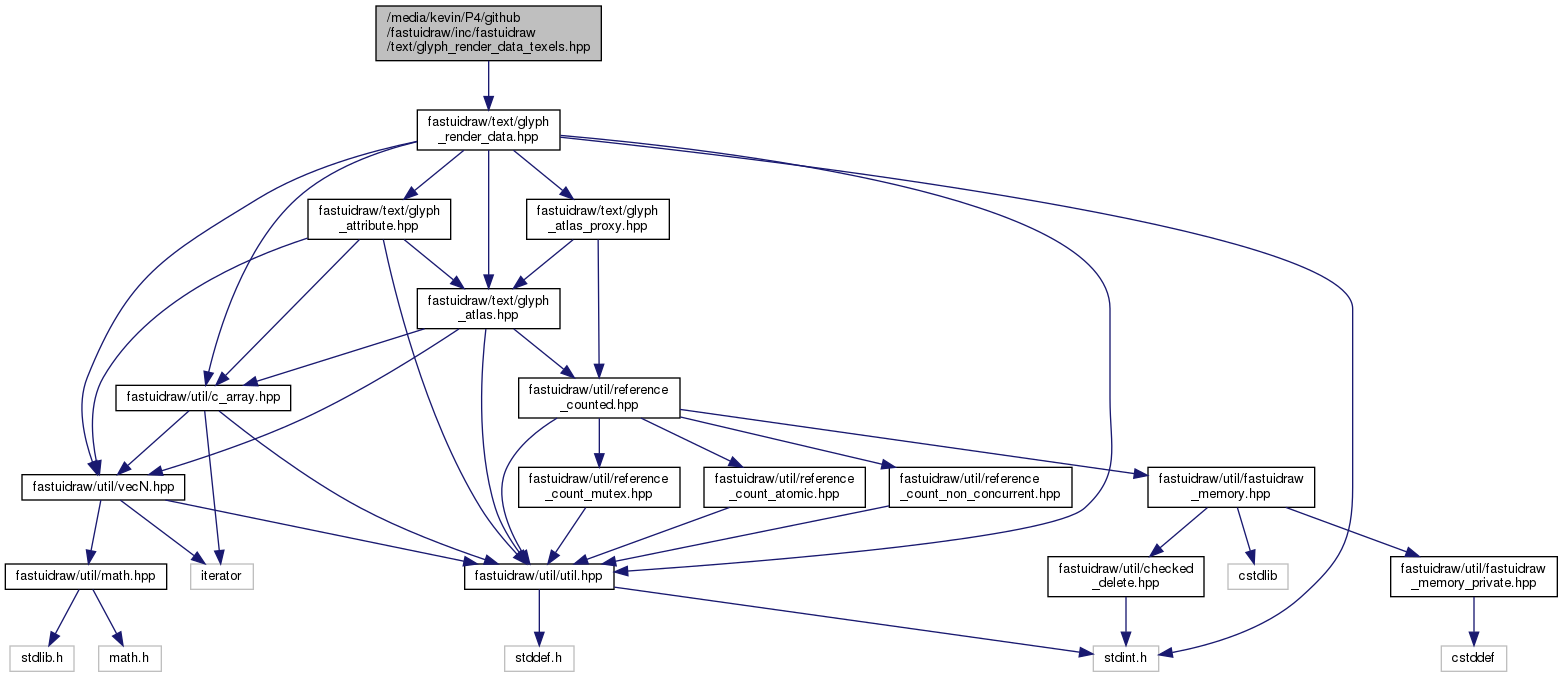 /media/kevin/P4/github
/fastuidraw/inc/fastuidraw
/text/glyph_render_data_texels.hpp
fastuidraw/text/glyph
_render_data.hpp
fastuidraw/text/glyph
_attribute.hpp
fastuidraw/text/glyph
_atlas_proxy.hpp
fastuidraw/text/glyph
_atlas.hpp
fastuidraw/util/c_array.hpp
fastuidraw/util/reference
_counted.hpp
fastuidraw/util/vecN.hpp
fastuidraw/util/reference
_count_mutex.hpp
fastuidraw/util/reference
_count_atomic.hpp
fastuidraw/util/reference
_count_non_concurrent.hpp
fastuidraw/util/fastuidraw
_memory.hpp
fastuidraw/util/math.hpp
iterator
fastuidraw/util/util.hpp
fastuidraw/util/checked
_delete.hpp
cstdlib
fastuidraw/util/fastuidraw
_memory_private.hpp
stdlib.h
math.h
stddef.h
stdint.h
cstddef